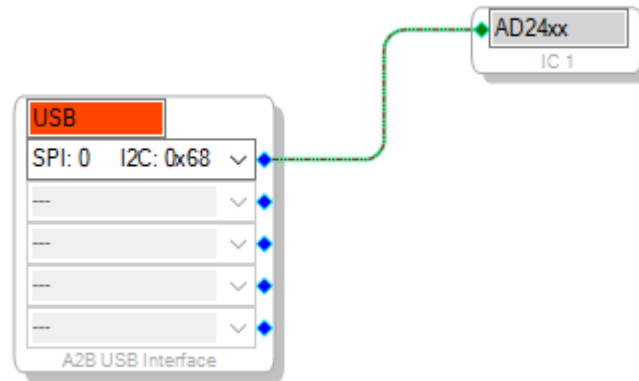 AD24xx
IC 1
USB
SPI: 0 I2C: 0x68
---
---
---
---
A2B USB Interface